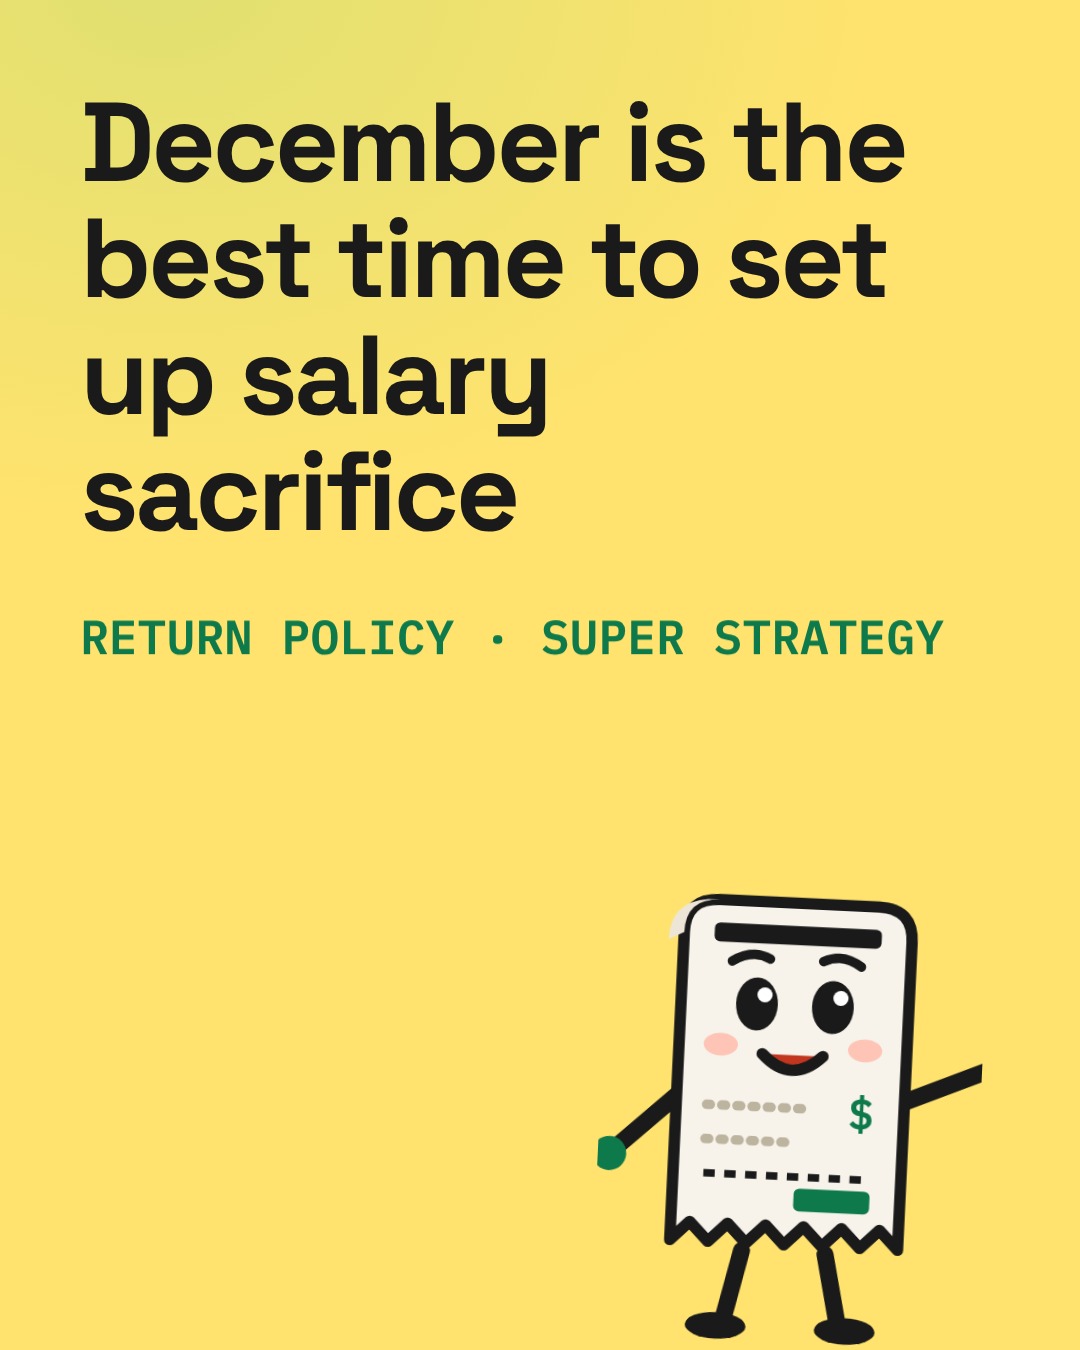 December is the
best time to set
up salary
sacrifice
RETURN POLICY · SUPER STRATEGY
$